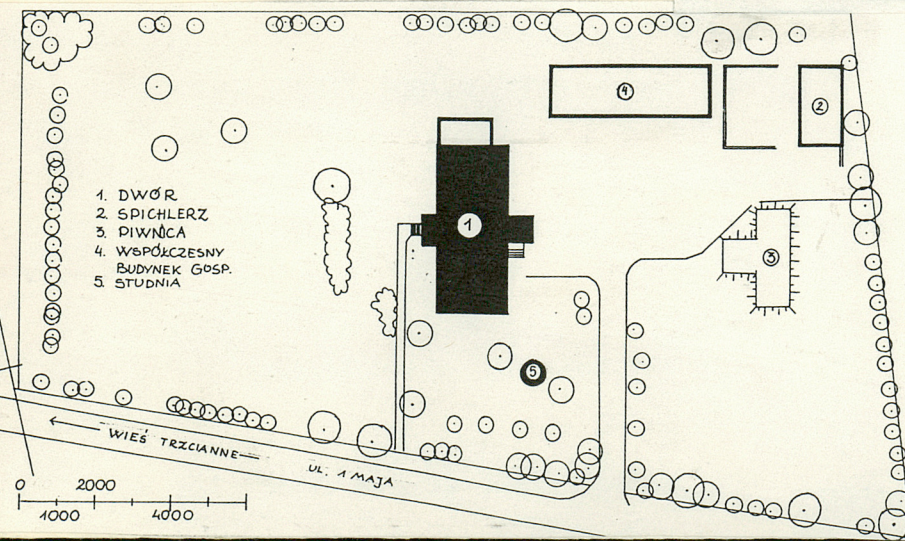 4
2
1
1. DWÓR
2. SPICHLERZ
3. PIWNICA
4. WSPÓŁCZESNY
BUDYNEK GOSP.
5. STUDNIA
3
5
WIEŚ TRZCIANNE
UL. 1 MAJA
0 2000
1000 4000